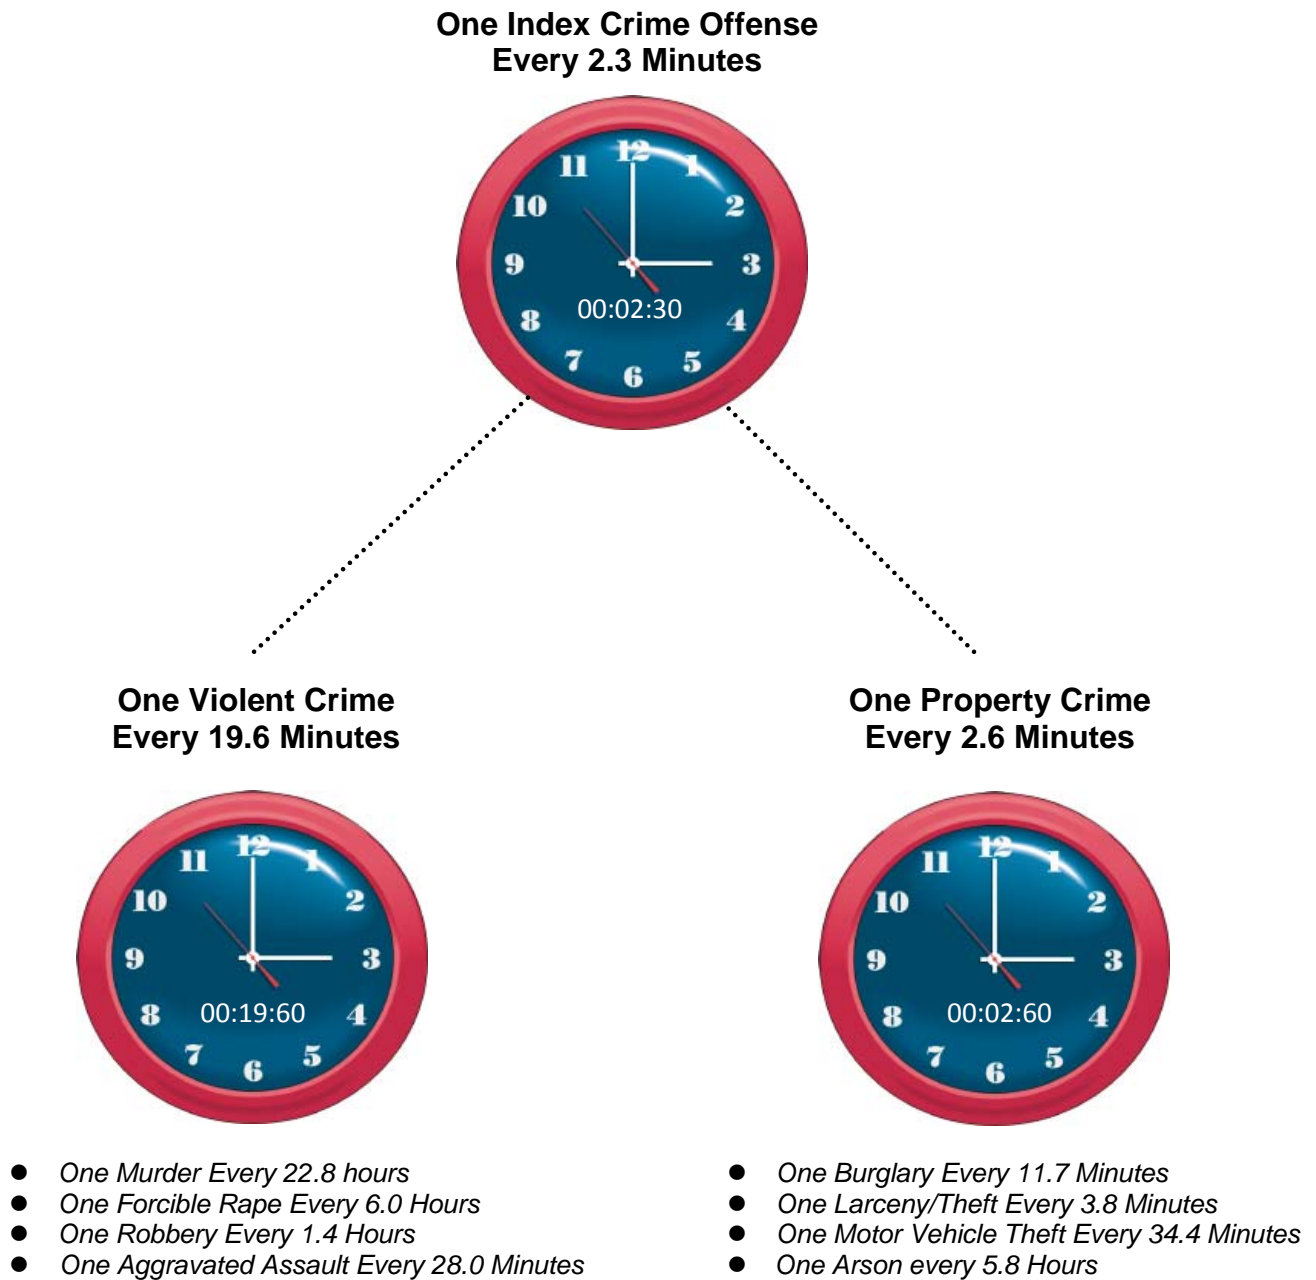 One Index Crime Offense
Every 2.3 Minutes
12
11
1
10
2
9
3
00:02:30
8
4
7
5
6
One Violent Crime
Every 19.6 Minutes
12
11
1
10
2
9
3
00:19:60
8
4
7
5
6
● One Murder Every 22.8 hours
● One Forcible Rape Every 6.0 Hours
● One Robbery Every 1.4 Hours
● One Aggravated Assault Every 28.0 Minutes
One Property Crime
Every 2.6 Minutes
12
11
1
10
2
9
3
00:02:60
8
4
7
5
6
● One Burglary Every 11.7 Minutes
● One Larceny/Theft Every 3.8 Minutes
● One Motor Vehicle Theft Every 34.4 Minutes
● One Arson every 5.8 Hours